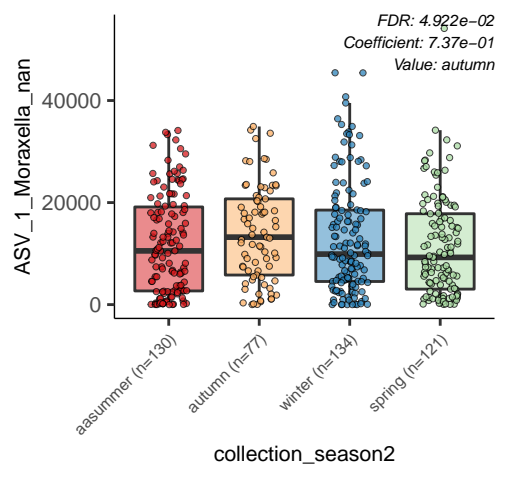 FDR: 4.922e−02
Coefficient: 7.37e−01
Value: autumn
ASV_1_Moraxella_nan
40000
20000
0
aasummer (n=130)
autumn (n=77)
winter (n=134)
spring (n=121)
collection_season2